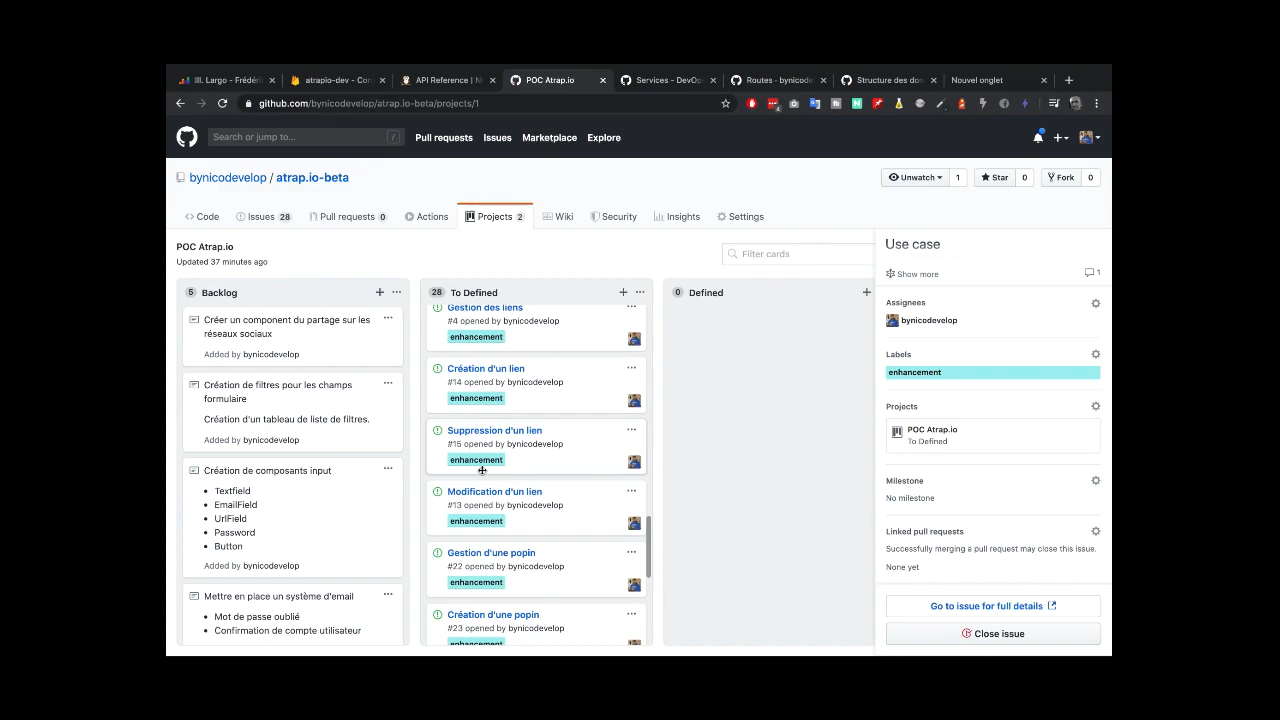 III. Largo - Frédéri
atrapio-dev - Con
API Reference | N
POC Atrap.io
Services - DevOp
Routes - bynicode
Structure des don
Nouvel onglet
github.com/bynicodevelop/atrap.io-beta/projects/1
Search or jump to...
/
Pull requests
Issues
Marketplace
Explore
bynicodevelop / atrap.io-beta
Unwatch
1
Star
0
Fork
0
Code
Issues 28
Pull requests 0
Actions
Projects 2
Wiki
Security
Insights
Settings
POC Atrap.io
Updated 37 minutes ago
Filter cards
5 Backlog
Créer un component du partage sur les
réseaux sociaux
Added by bynicodevelop
Création de filtres pour les champs
formulaire
Création d'un tableau de liste de filtres.
Added by bynicodevelop
Création de composants input
Textfield
EmailField
UrlField
Password
Button
Added by bynicodevelop
Mettre en place un système d'email
Mot de passe oublié
Confirmation de compte utilisateur
28 To Defined
Gestion des liens
#4 opened by bynicodevelop
enhancement
Création d'un lien
#14 opened by bynicodevelop
enhancement
Suppression d'un lien
#15 opened by bynicodevelop
enhancement
Modification d'un lien
#13 opened by bynicodevelop
enhancement
Gestion d'une popin
#22 opened by bynicodevelop
enhancement
Création d'une popin
#23 opened by bynicodevelop
enhancement
0 Defined
Use case
Show more
1
Assignees
bynicodevelop
Labels
enhancement
Projects
POC Atrap.io
To Defined
Milestone
No milestone
Linked pull requests
Successfully merging a pull request may close this issue.
None yet
Go to issue for full details
Close issue